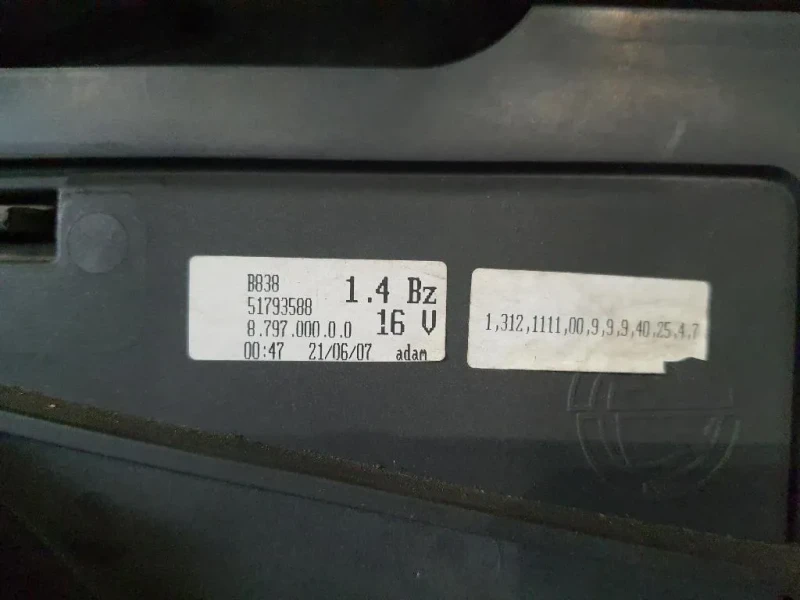 B838
1.4 Bz
51793588
8.797.000.0.0
16 V
00:47 21/06/07 adam
1,312,1111,00,9,9,9,40,25,4,7